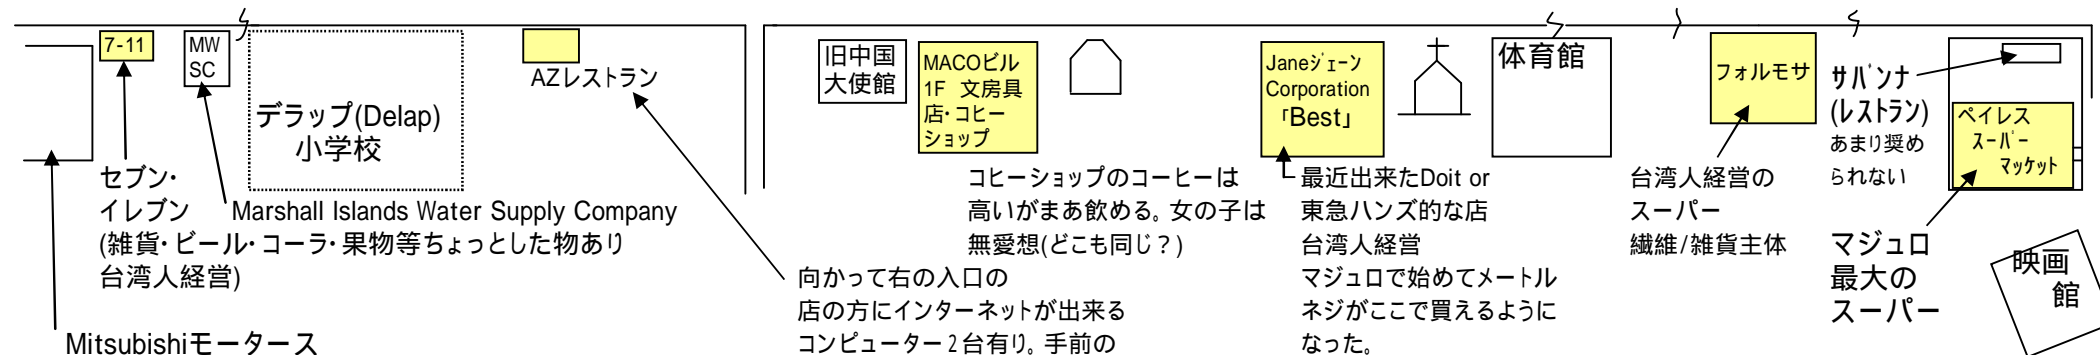 7-11
MW
SC
デラップ(Delap)
小学校
AZレストラン
旧中国
大使館
MACOビル
1F 文房具
店・コヒー
ショップ
Janeジェーン
Corporation
「Best」
体育館
フォルモサ
サバンナ
(レストラン)
あまり奨め
られない
ペイレス
スーパー
マッケット
セブン・
イレブン
(雑貨・ビール・コーラ・果物等ちょっとした物あり
台湾人経営)
Marshall Islands Water Supply Company
Mitsubishiモータース
向かって右の入口の
店の方にインターネットが出来る
コンピューター2台有り。手前の
コヒーショップのコーヒーは
高いがまあ飲める。女の子は
無愛想(どこも同じ？)
最近出来たDoit or
東急ハンズ的な店
台湾人経営
マジュロで始めてメートル
ネジがここで買えるように
なった。
台湾人経営の
スーパー
繊維/雑貨主体
マジュロ
最大の
スーパー
映画
館